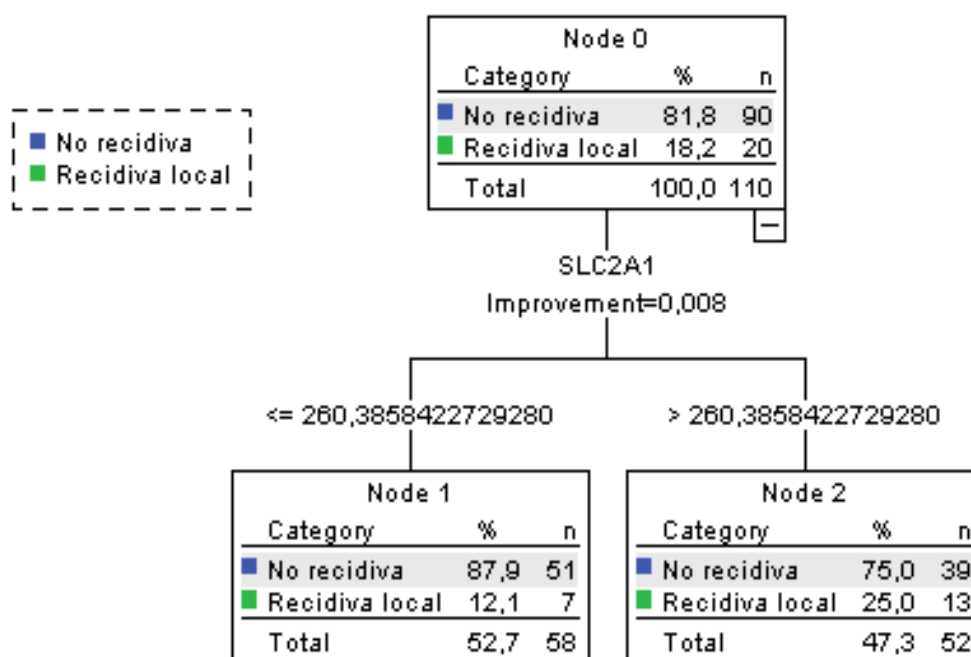 Node 0
Category % n
No recidiva 81,8 90
Recidiva local 18,2 20
Total 100,0 110
No recidiva
Recidiva local
SLC2A1
Improvement=0,008
<= 260,38584227292​80
> 260,3858422729280
Node 1
Category % n
No recidiva 87,9 51
Recidiva local 12,1 7
Total 52,7 58
Node 2
Category % n
No recidiva 75,0 39
Recidiva local 25,0 13
Total 47,3 52